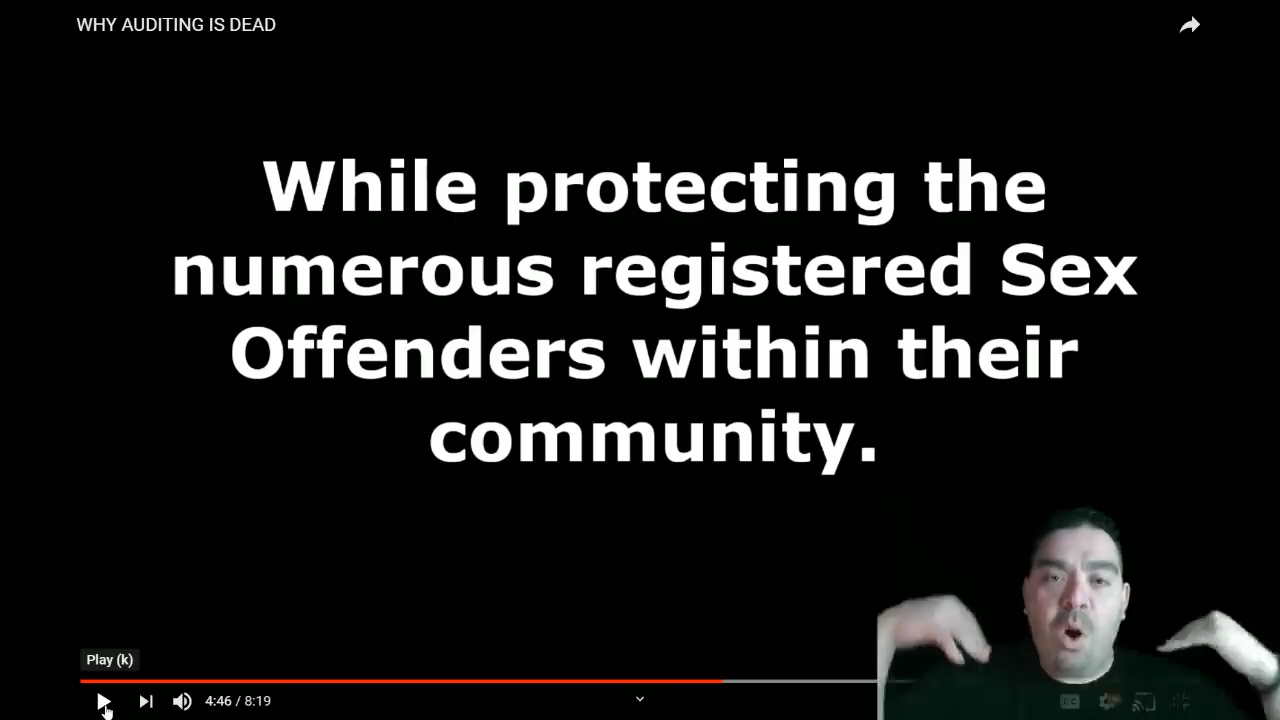 WHY AUDITING IS DEAD
While protecting the
numerous registered Sex
Offenders within their
community.
Play (k)
4:46 / 8:19
CC